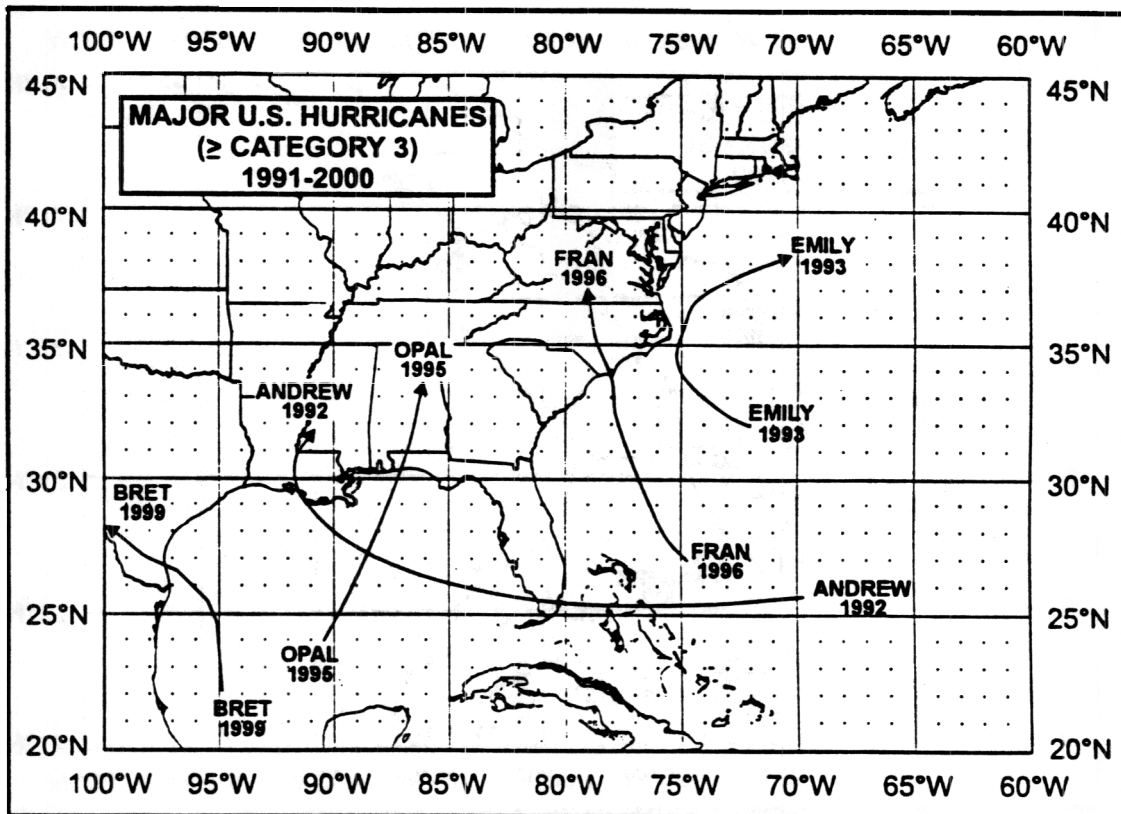 100°W 95°W 90°W 85°W 80°W 75°W 70°W 65°W 60°W
45°N 45°N
MAJOR U.S. HURRICANES
(≥ CATEGORY 3)
1991-2000
40°N 40°N
EMILY
1993
FRAN
1996
35°N 35°N
OPAL
1995
ANDREW
1992
EMILY
1993
30°N 30°N
BRET
1999
FRAN
1996
ANDREW
1992
25°N 25°N
OPAL
1995
BRET
1999
20°N 20°N
100°W 95°W 90°W 85°W 80°W 75°W 70°W 65°W 60°W